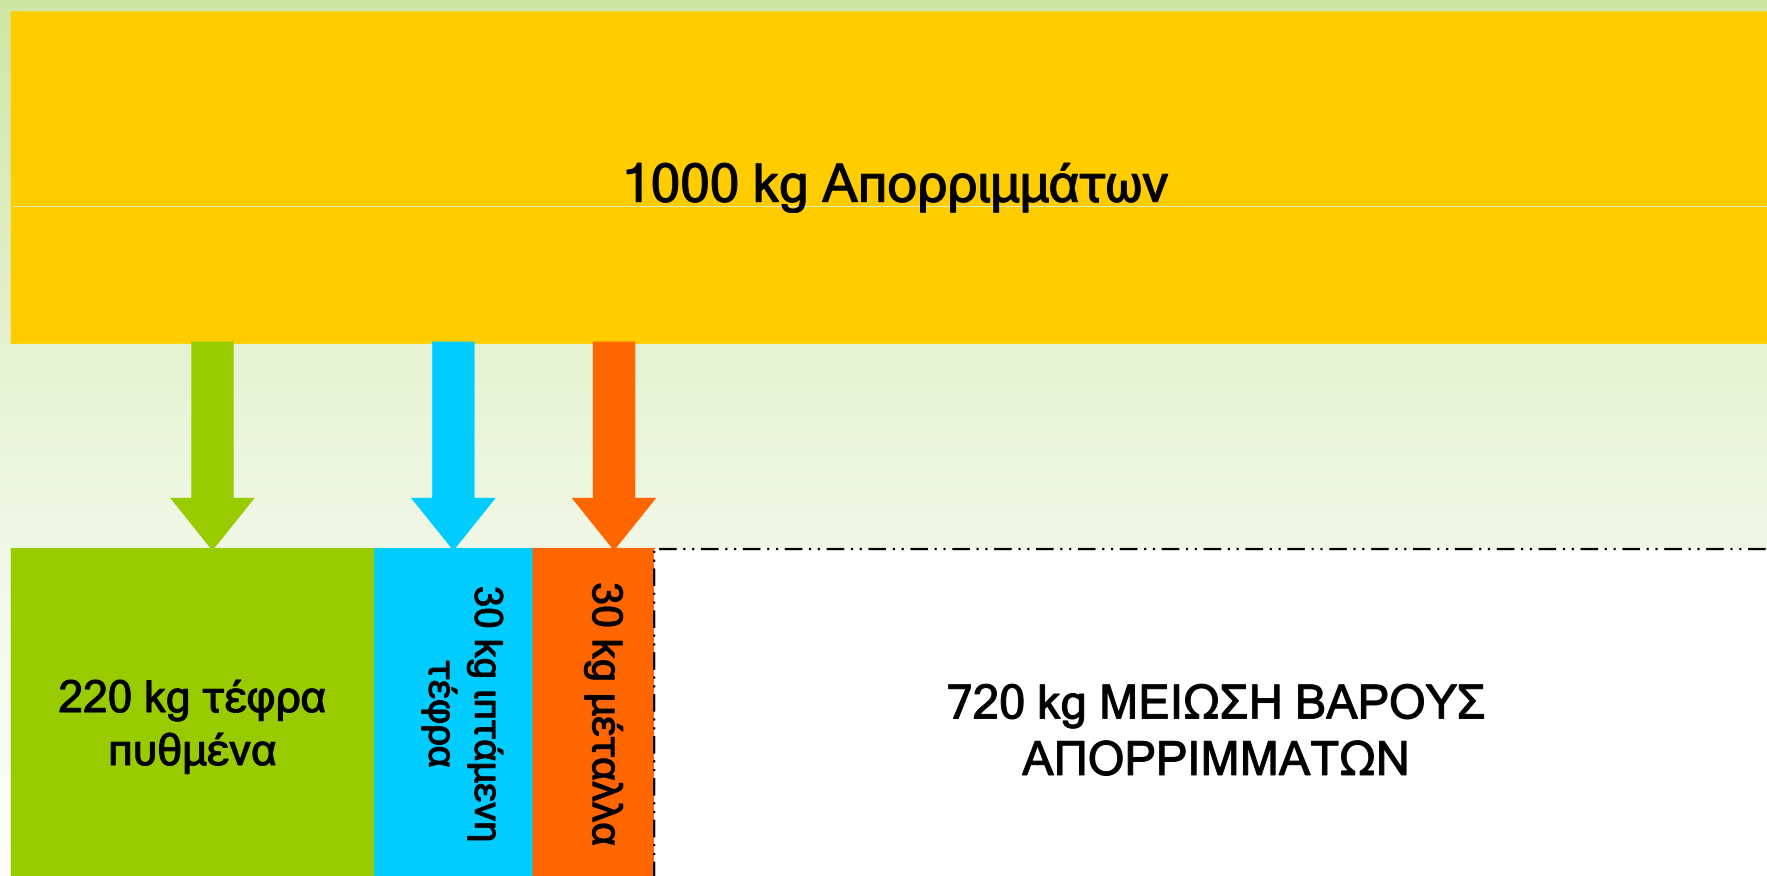 1000 kg Απορριμμάτων
220 kg τέφρα
πυθμένα
30 kg ιπτάμενη
τέφρα
30 kg μέταλλα
720 kg ΜΕΙΩΣΗ ΒΑΡΟΥΣ
ΑΠΟΡΡΙΜΜΑΤΩΝ